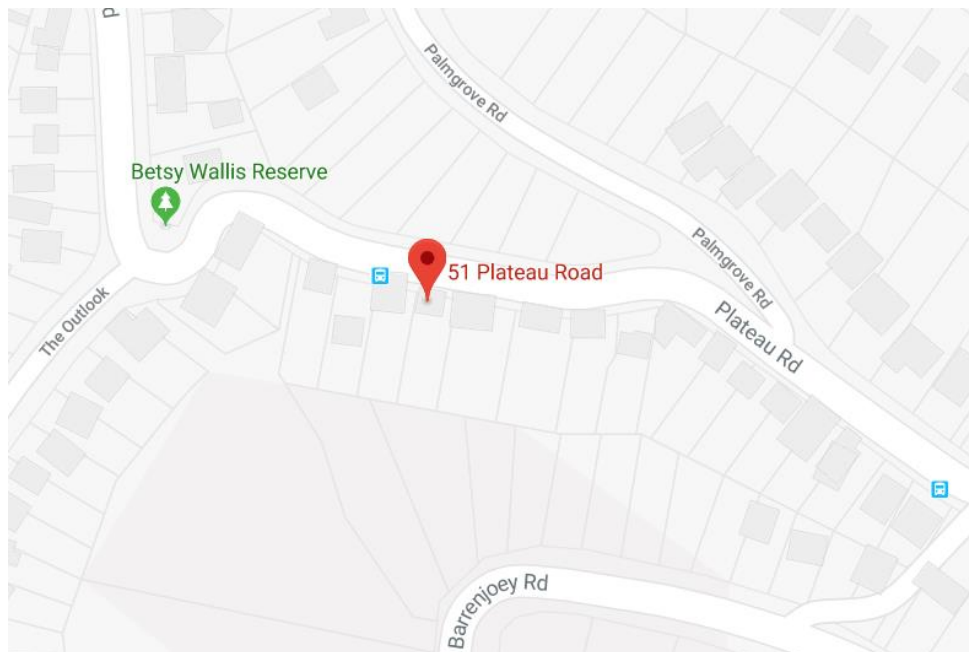 Palmgrove Rd
Betsy Wallis Reserve
Palmgrove Rd
51 Plateau Road
The Outlook
Plateau Rd
Barrenjoey Rd